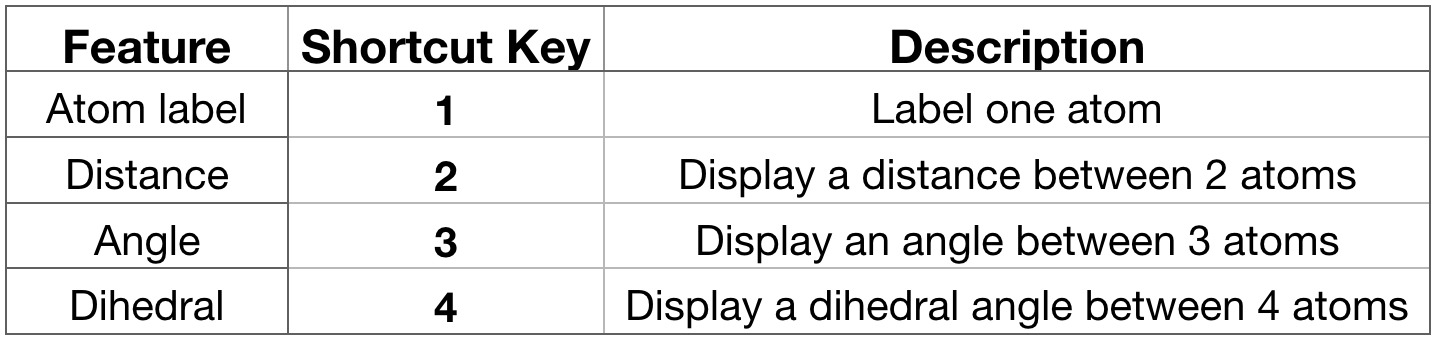 Feature Shortcut Key Description
Atom label 1 Label one atom
Distance 2 Display a distance between 2 atoms
Angle 3 Display an angle between 3 atoms
Dihedral 4 Display a dihedral angle between 4 atoms